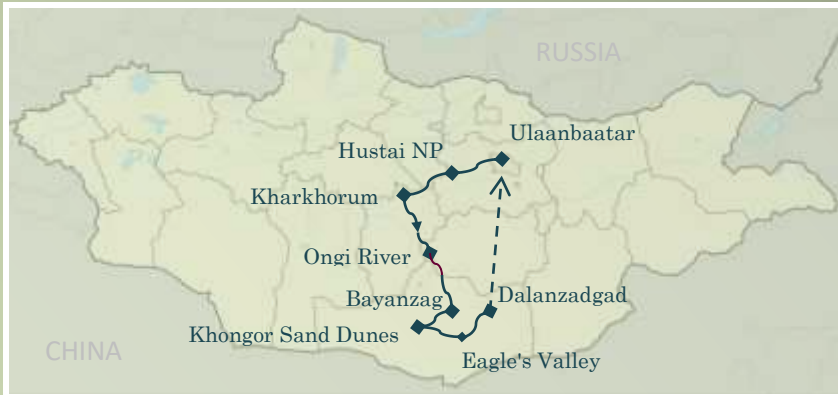 RUSSIA
Ulaanbaatar
Hustai NP
Kharkhorum
Ongi River
Bayanzag
Dalanzadgad
Khongor Sand Dunes
CHINA
Eagle's Valley